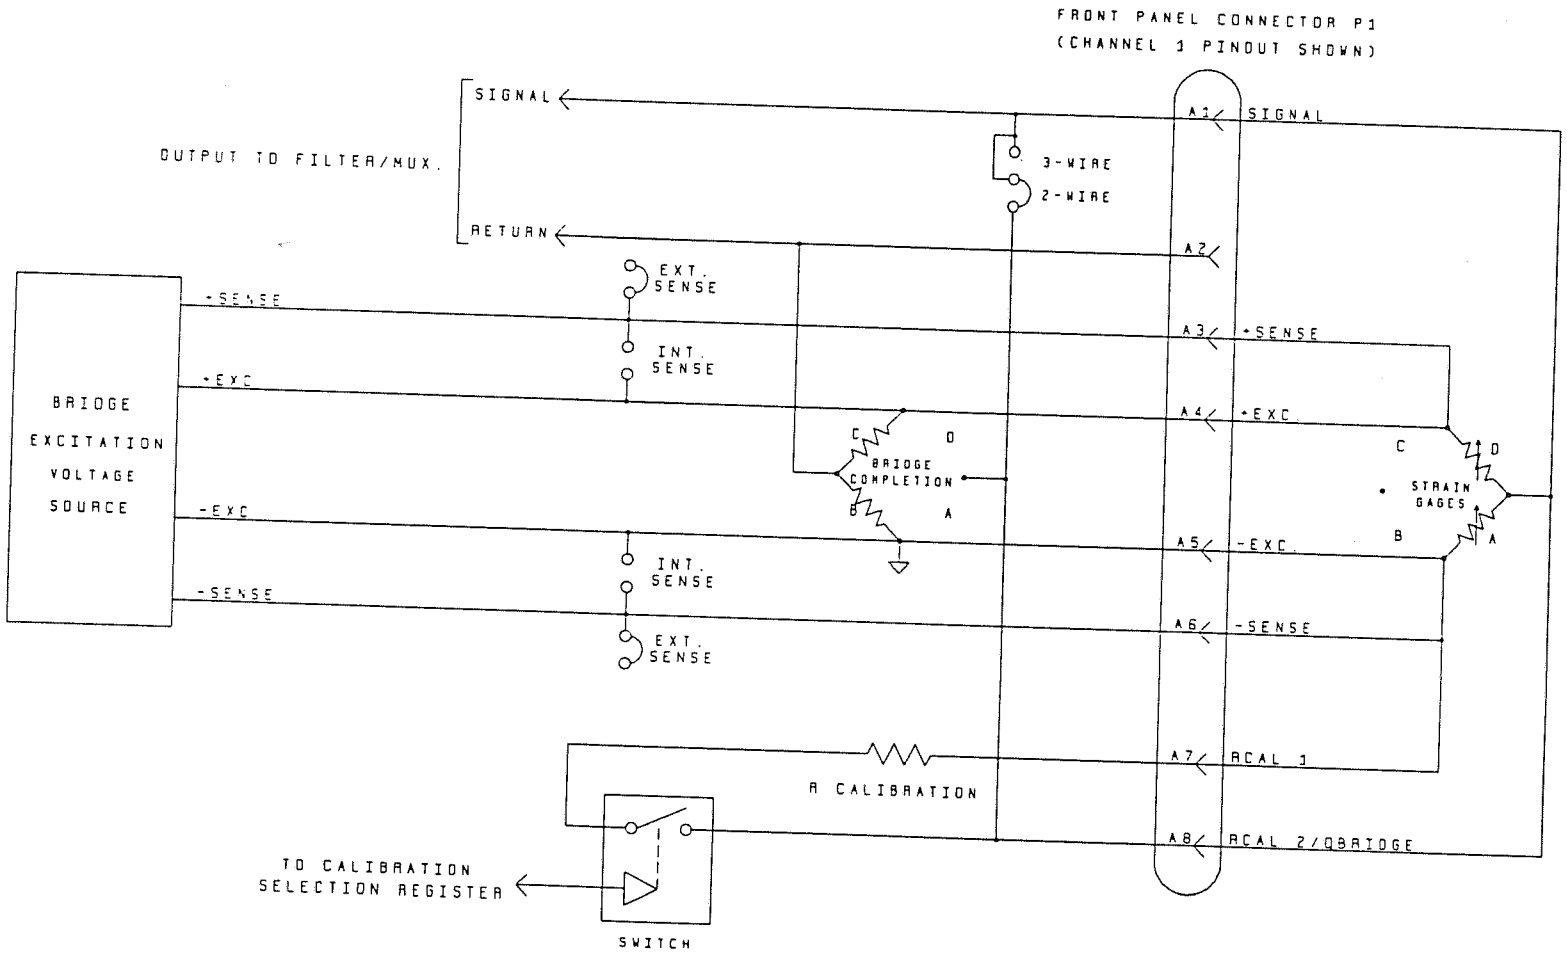 FRONT PANEL CONNECTOR P1
(CHANNEL 1 PINOUT SHOWN)
SIGNAL
A1
SIGNAL
OUTPUT TO FILTER/MUX.
3-WIRE
2-WIRE
RETURN
A2
EXT.
SENSE
+SENSE
A3
+SENSE
INT.
SENSE
+EXC
A4
+EXC.
BRIDGE
EXCITATION
VOLTAGE
SOURCE
C
D
BRIDGE
COMPLETION
B
A
C
D
STRAIN
GAGES
B
A
-EXC
A5
-EXC.
INT.
SENSE
-SENSE
A6
-SENSE
EXT.
SENSE
A7
RCAL 1
R CALIBRATION
A8
RCAL 2/QBRIDGE
TO CALIBRATION
SELECTION REGISTER
SWITCH